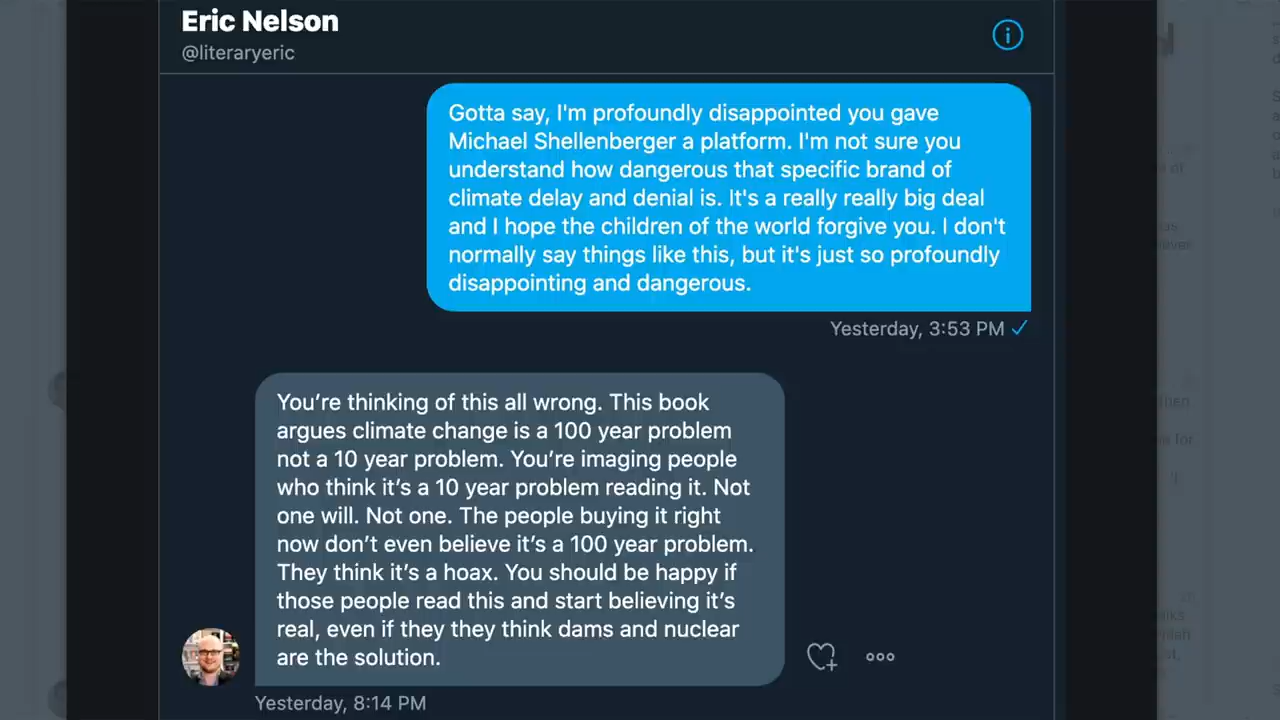 Eric Nelson
@literaryeric
Gotta say, I'm profoundly disappointed you gave
Michael Shellenberger a platform. I'm not sure you
understand how dangerous that specific brand of
climate delay and denial is. It's a really really big deal
and I hope the children of the world forgive you. I don't
normally say things like this, but it's just so profoundly
disappointing and dangerous.
Yesterday, 3:53 PM
You’re thinking of this all wrong. This book
argues climate change is a 100 year problem
not a 10 year problem. You’re imaging people
who think it’s a 10 year problem reading it. Not
one will. Not one. The people buying it right
now don’t even believe it’s a 100 year problem.
They think it’s a hoax. You should be happy if
those people read this and start believing it’s
real, even if they they think dams and nuclear
are the solution.
Yesterday, 8:14 PM